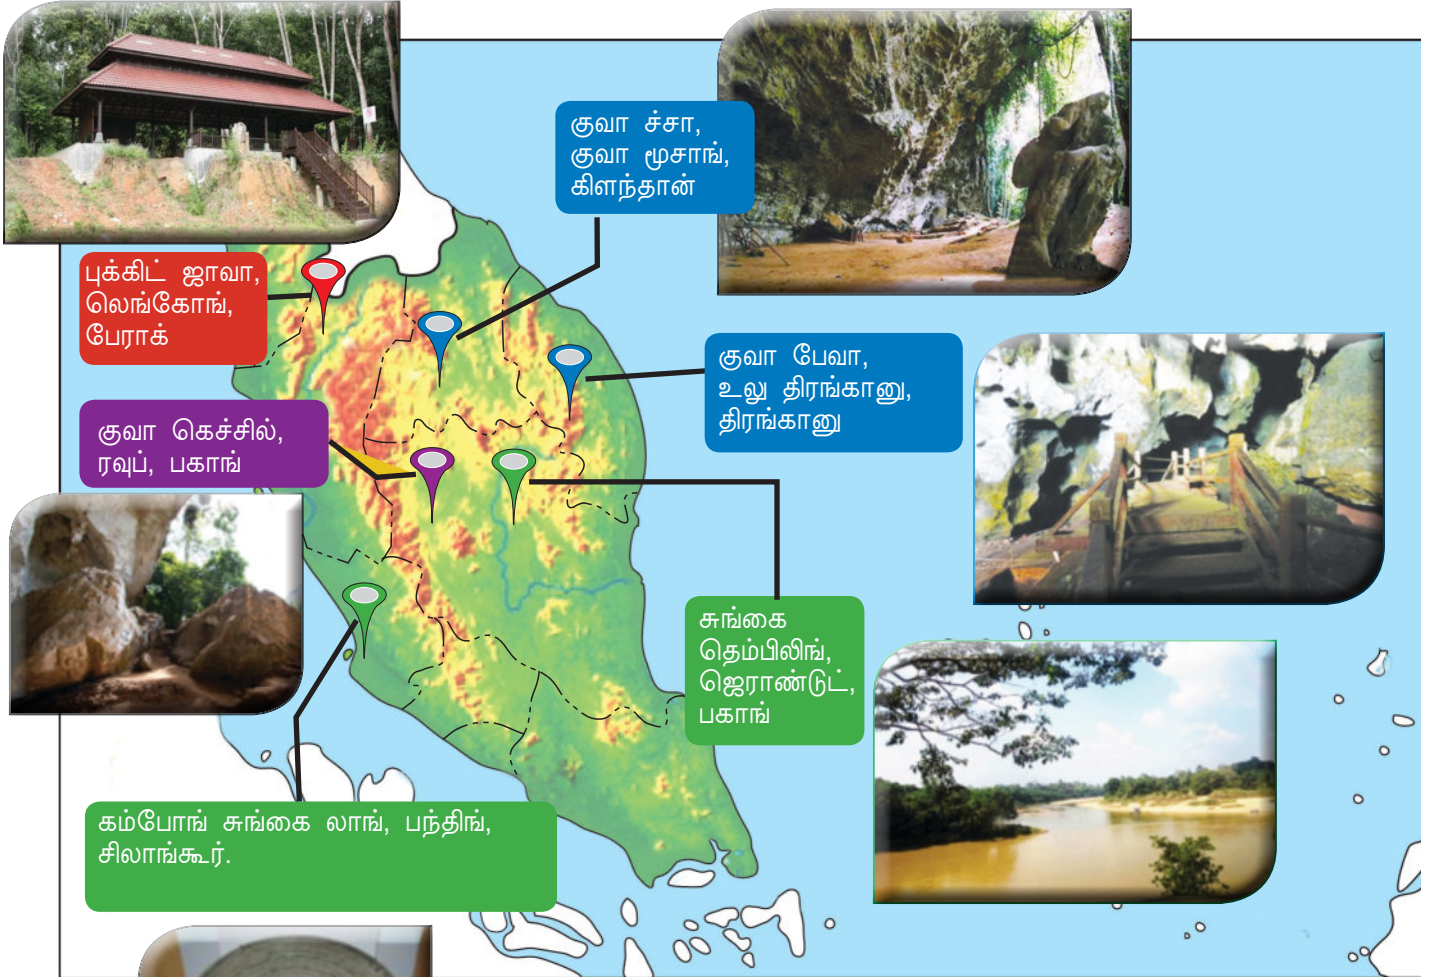 குவா ச்சா,
குவா மூசாங்,
கிளந்தான்
புக்கிட் ஜாவா,
லெங்கோங்,
பேராக்
குவா பேவா,
உலு திரங்கானு,
திரங்கானு
குவா கெச்சில்,
ரவுப், பகாங்
சுங்கை
தெம்பிலிங்,
ஜெராண்டுட்,
பகாங்
கம்போங் சுங்கை லாங், பந்திங்,
சிலாங்கூர்.